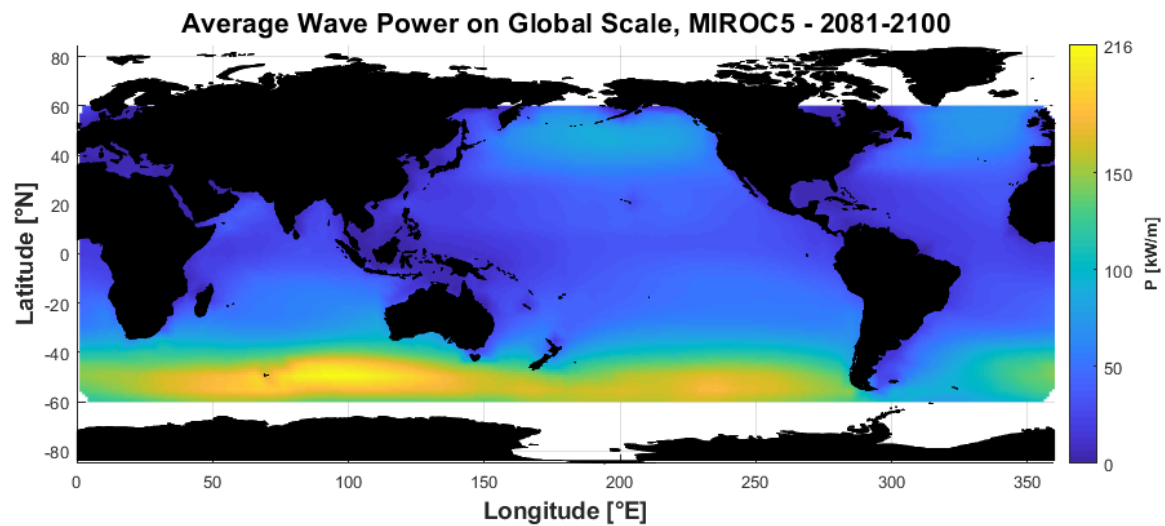 Average Wave Power on Global Scale, MIROC5 - 2081-2100
80
60
40
20
0
-20
-40
-60
-80
Latitude [°N]
0 50 100 150 200 250 300 350
Longitude [°E]
216
150
100
50
0
P [kW/m]